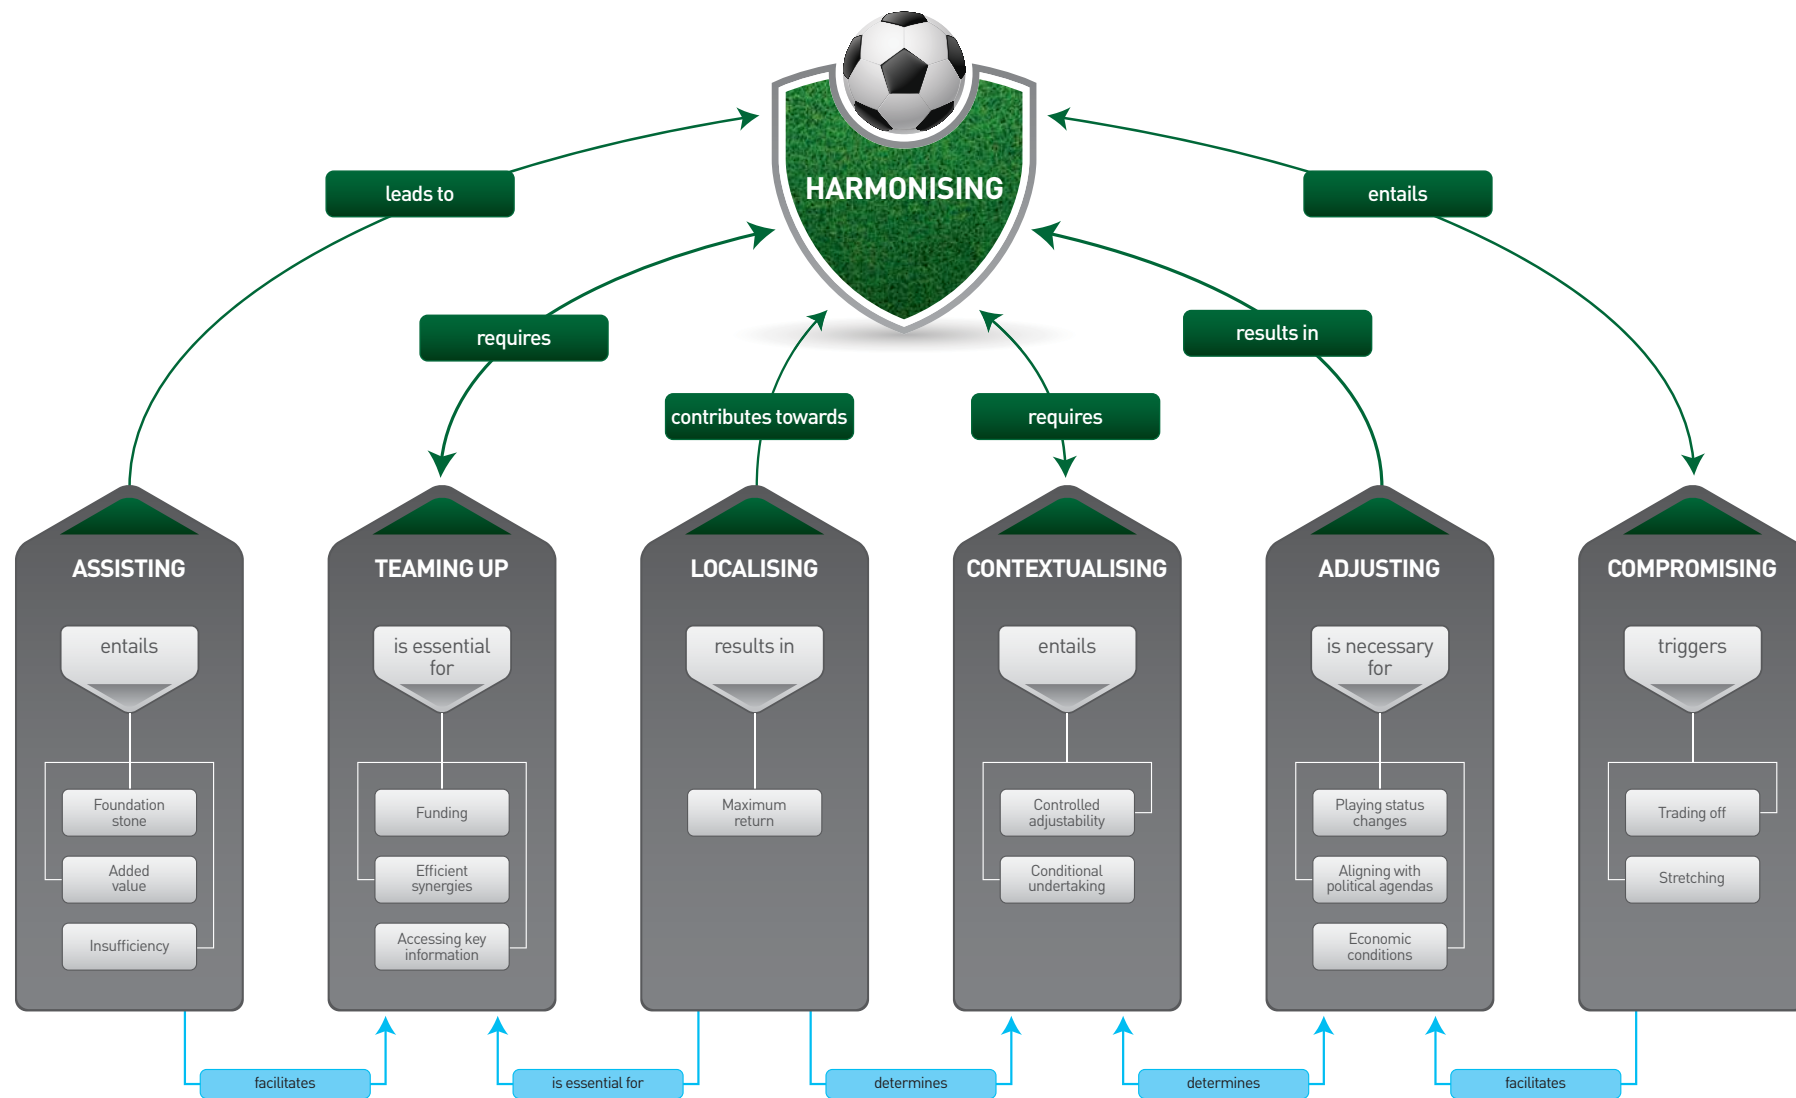 HARMONISING
leads to
entails
requires
results in
contributes towards
requires
ASSISTING
TEAMING UP
LOCALISING
CONTEXTUALISING
ADJUSTING
COMPROMISING
entails
is essential
for
results in
entails
is necessary
for
triggers
Foundation
stone
Added
value
Insufficiency
Funding
Efficient
synergies
Accessing key
information
Maximum
return
Controlled
adjustability
Conditional
undertaking
Playing status
changes
Aligning with
political agendas
Economic
conditions
Trading off
Stretching
facilitates
is essential for
determines
determines
facilitates